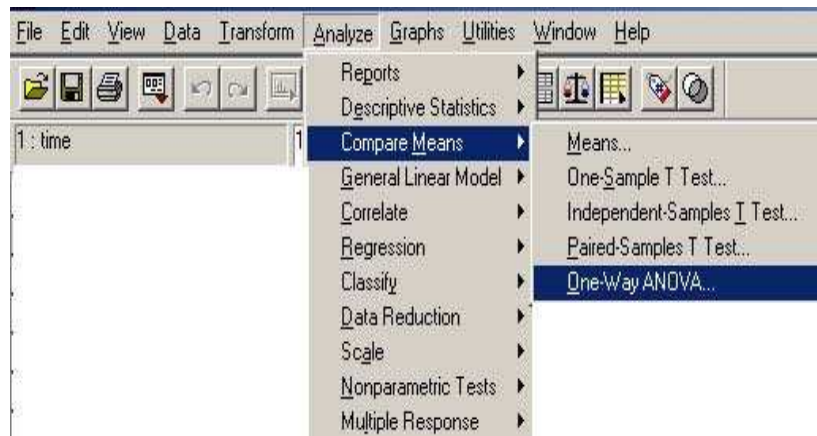 File Edit View Data Transform Analyze Graphs Utilities Window Help
Reports
Descriptive Statistics
1 : time 1
Compare Means
Means...
General Linear Model
One-Sample T Test...
Correlate
Independent-Samples T Test...
Regression
Paired-Samples T Test...
Classify
One-Way ANOVA...
Data Reduction
Scale
Nonparametric Tests
Multiple Response